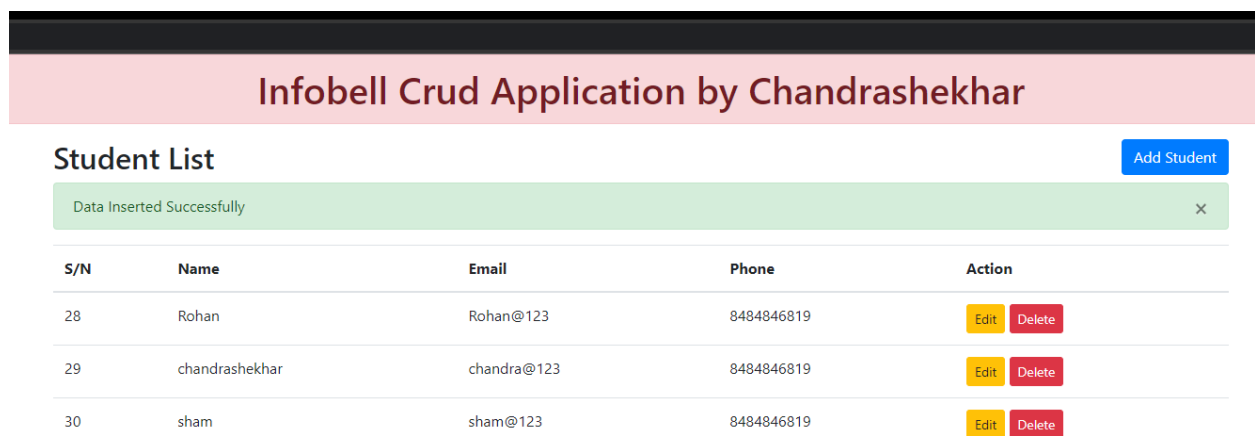 Infobell Crud Application by Chandrashekhar
Student List Add Student
Data Inserted Successfully ×
S/N Name Email Phone Action
28 Rohan Rohan@123 8484846819 Edit Delete
29 chandrashekhar chandra@123 8484846819 Edit Delete
30 sham sham@123 8484846819 Edit Delete